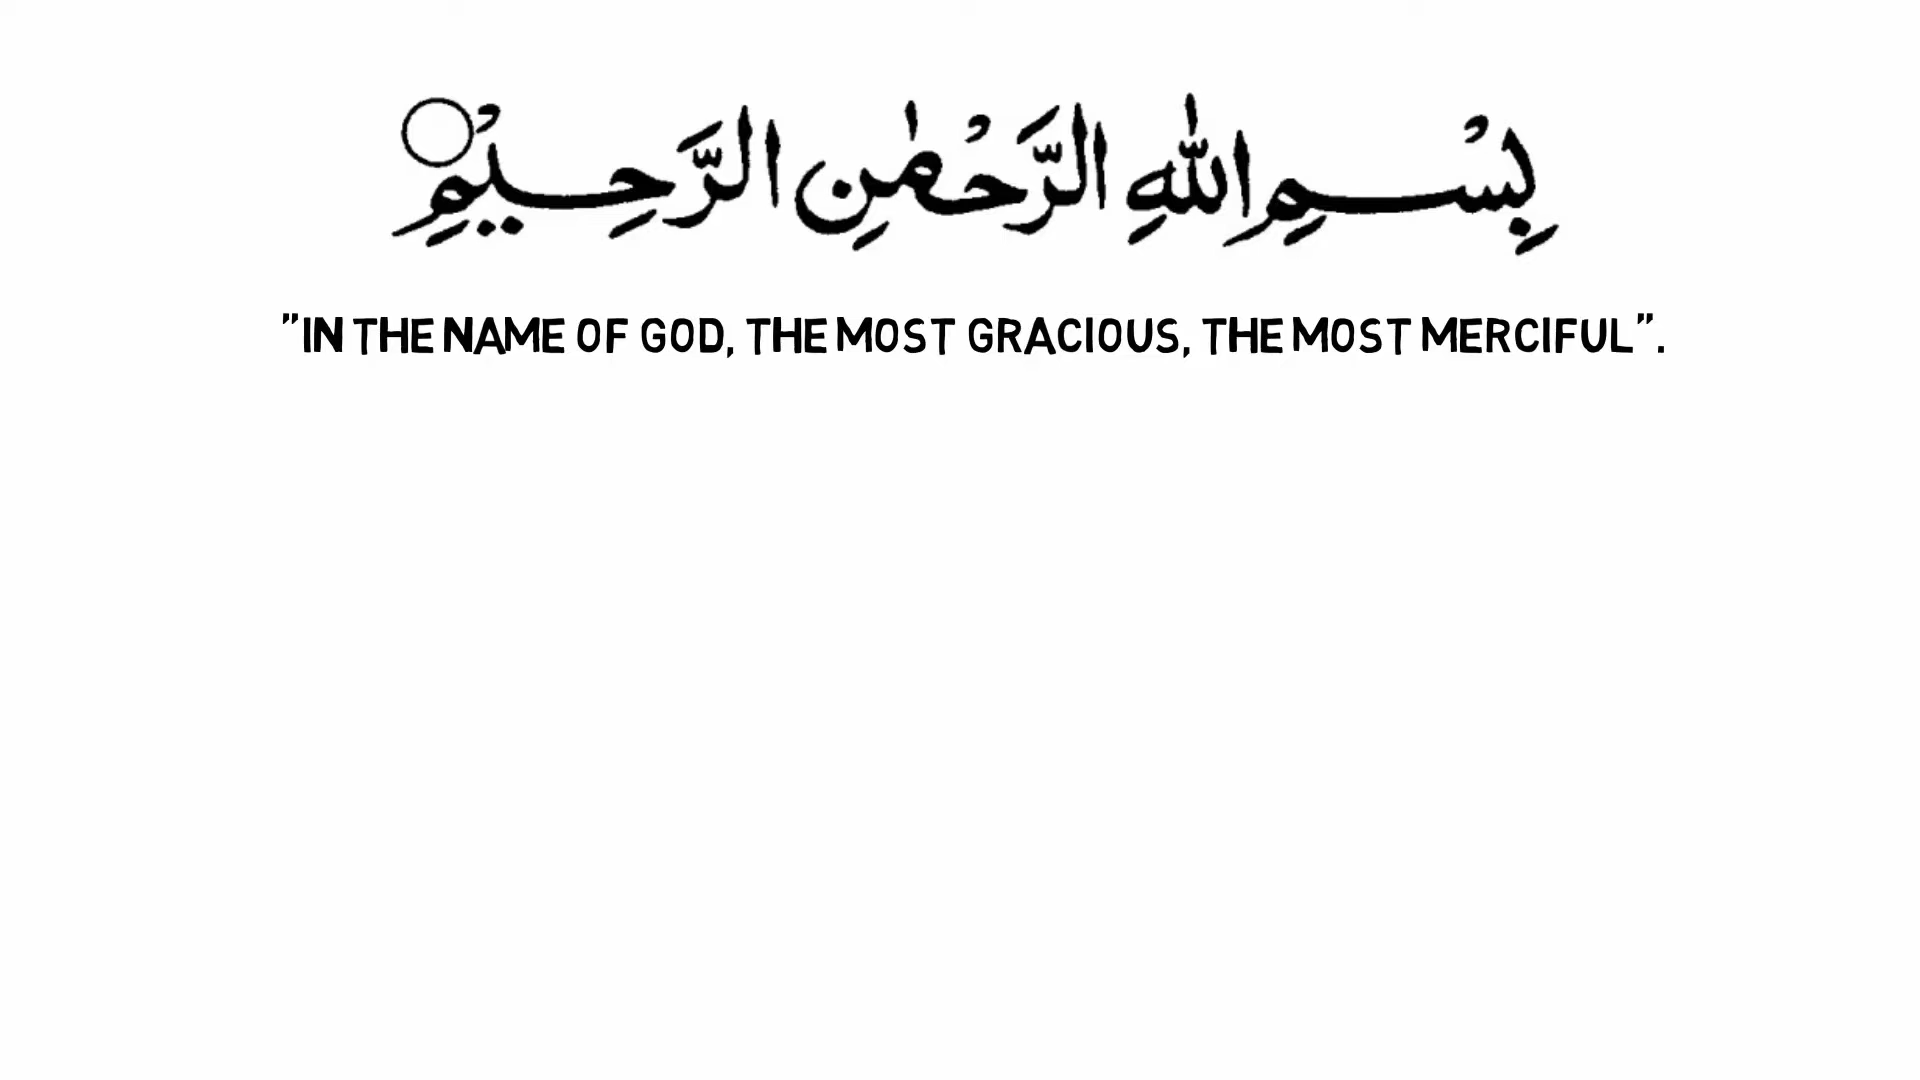 بِسْمِ اللّٰهِ الرَّحْمٰنِ الرَّحِيْمِ
"IN THE NAME OF GOD, THE MOST GRACIOUS, THE MOST MERCIFUL".